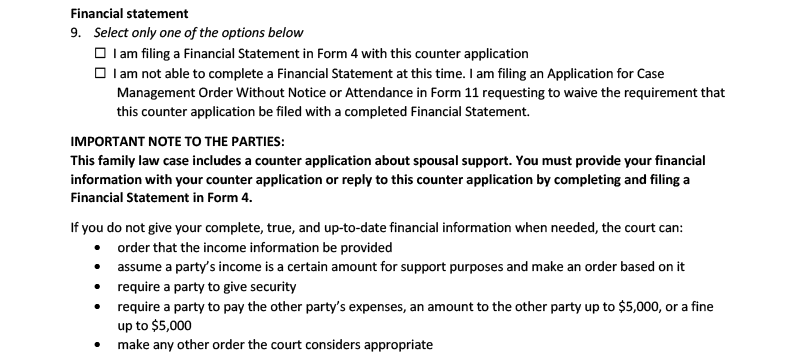 Financial statement
9. Select only one of the options below
☐ I am filing a Financial Statement in Form 4 with this counter application
☐ I am not able to complete a Financial Statement at this time. I am filing an Application for Case
Management Order Without Notice or Attendance in Form 11 requesting to waive the requirement that
this counter application be filed with a completed Financial Statement.
IMPORTANT NOTE TO THE PARTIES:
This family law case includes a counter application about spousal support. You must provide your financial
information with your counter application or reply to this counter application by completing and filing a
Financial Statement in Form 4.
If you do not give your complete, true, and up-to-date financial information when needed, the court can:
• order that the income information be provided
• assume a party's income is a certain amount for support purposes and make an order based on it
• require a party to give security
• require a party to pay the other party's expenses, an amount to the other party up to $5,000, or a fine
up to $5,000
• make any other order the court considers appropriate